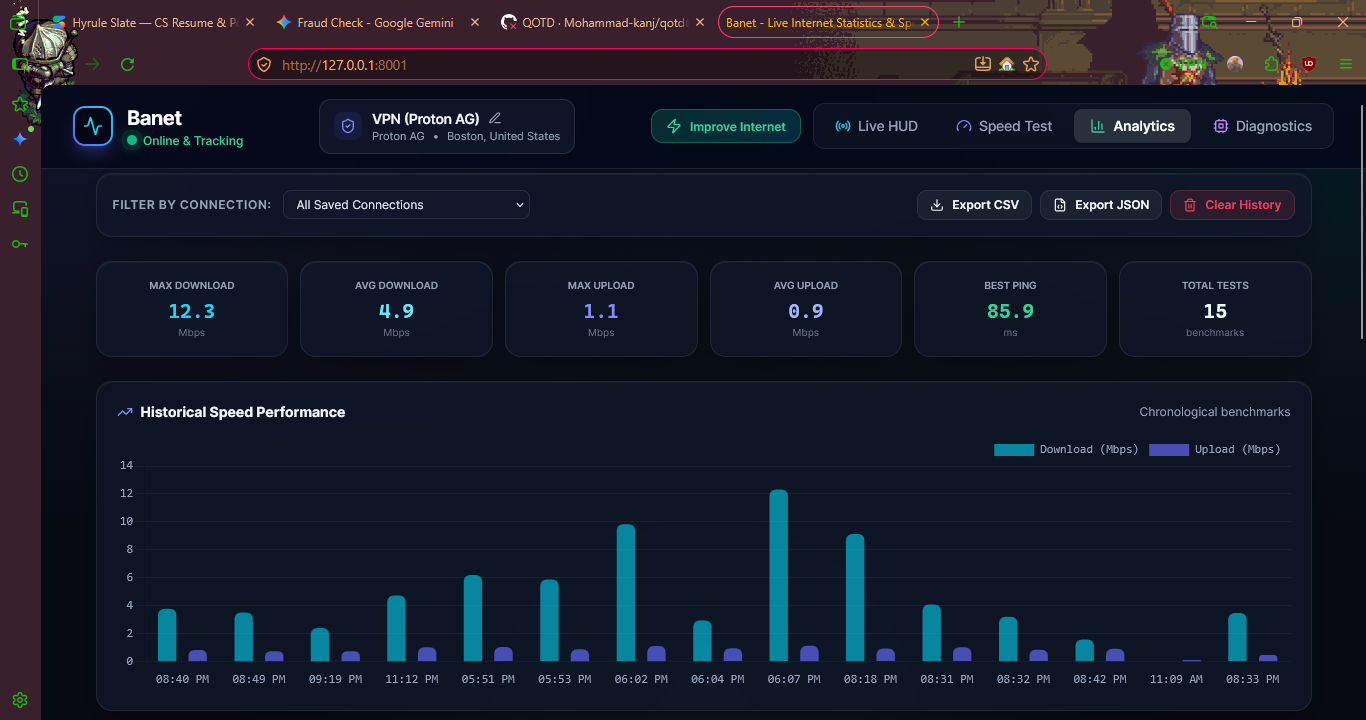 Hyrule Slate — CS Resume & P
Fraud Check - Google Gemini
QOTD · Mohammad-kanj/qotd
Banet - Live Internet Statistics & Sp
http://127.0.0.1:8001
VPN
UD
Banet
Online & Tracking
VPN (Proton AG)
Proton AG • Boston, United States
Improve Internet
Live HUD
Speed Test
Analytics
Diagnostics
FILTER BY CONNECTION:
All Saved Connections
Export CSV
Export JSON
Clear History
MAX DOWNLOAD
12.3
Mbps
AVG DOWNLOAD
4.9
Mbps
MAX UPLOAD
1.1
Mbps
AVG UPLOAD
0.9
Mbps
BEST PING
85.9
ms
TOTAL TESTS
15
benchmarks
Historical Speed Performance
Chronological benchmarks
Download (Mbps)
Upload (Mbps)
14
12
10
8
6
4
2
0
08:40 PM
08:49 PM
09:19 PM
11:12 PM
05:51 PM
05:53 PM
06:02 PM
06:04 PM
06:07 PM
08:18 PM
08:31 PM
08:32 PM
08:42 PM
11:09 AM
08:33 PM